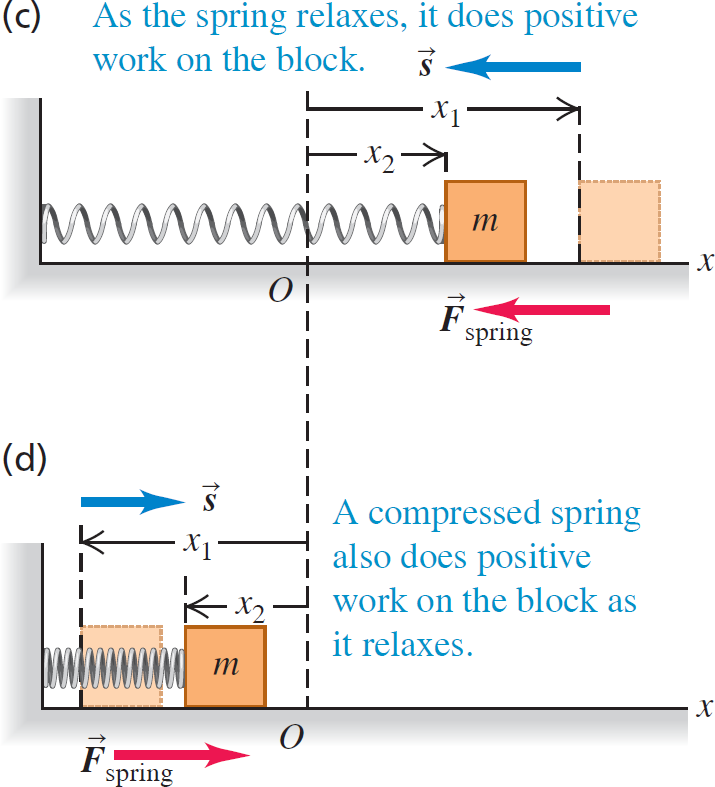 (c) As the spring relaxes, it does positive
work on the block.
s
x1
x2
m
x
O
F spring
(d)
s
x1
A compressed spring
also does positive
x2
work on the block as
it relaxes.
m
x
O
F spring